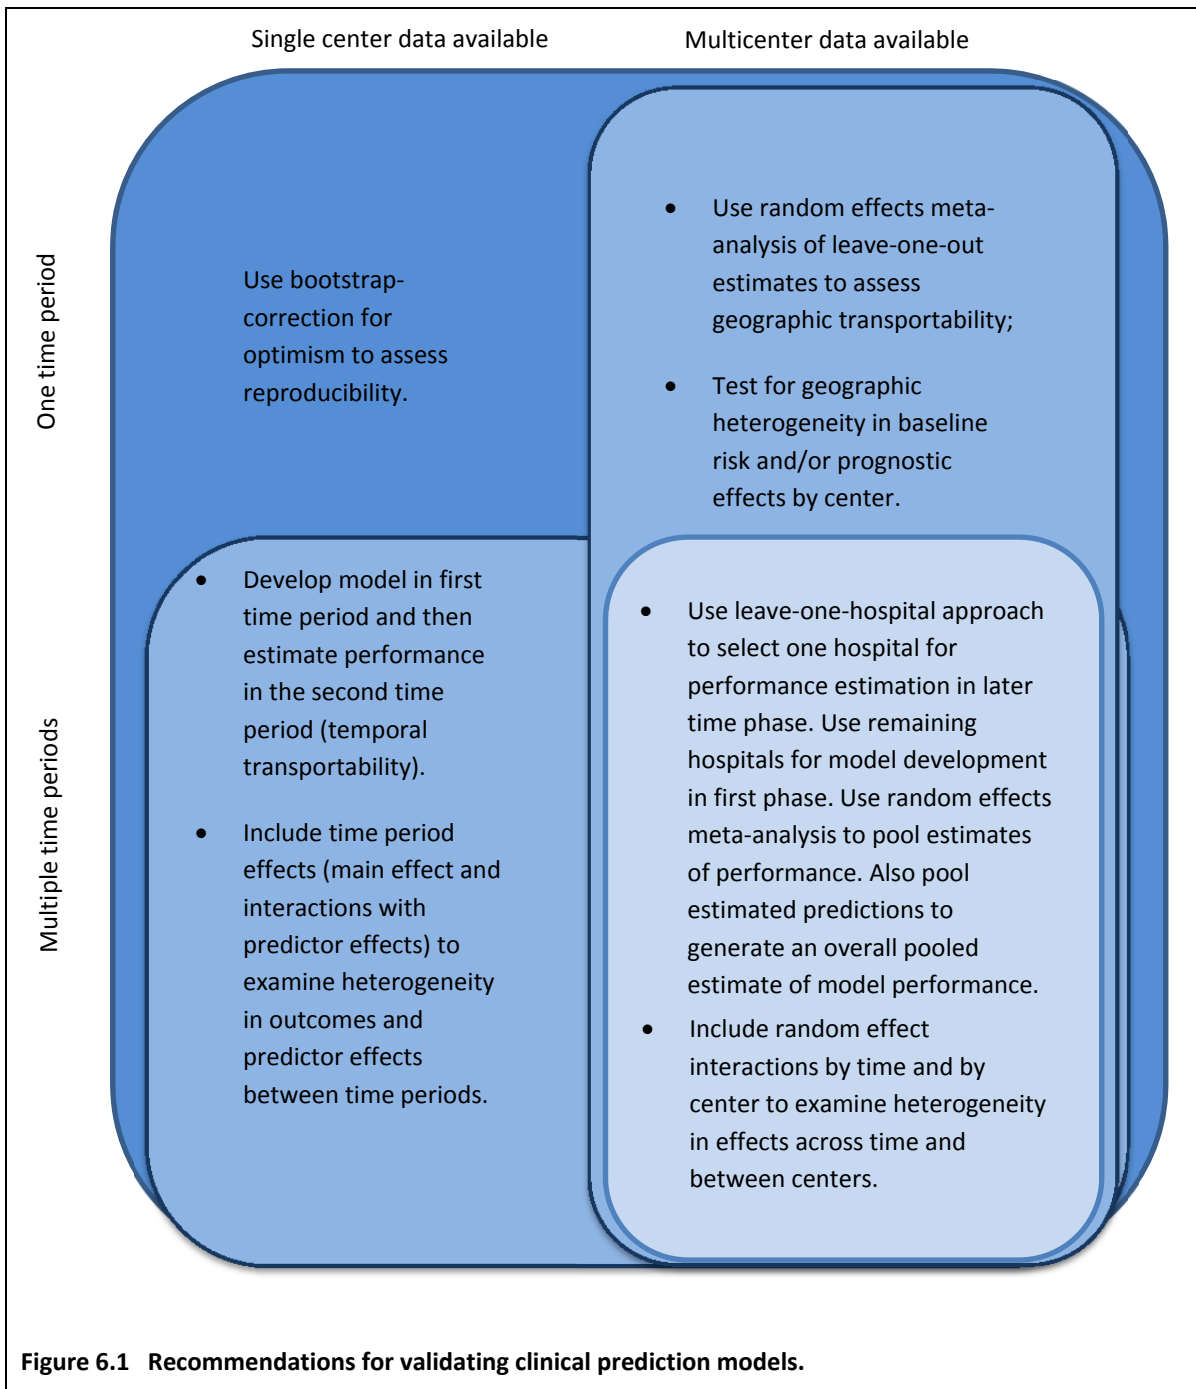 Single center data available
Multicenter data available
One time period
Use bootstrap-
correction for
optimism to assess
reproducibility.
• Use random effects meta-
analysis of leave-one-out
estimates to assess
geographic transportability;
• Test for geographic
heterogeneity in baseline
risk and/or prognostic
effects by center.
Multiple time periods
• Develop model in first
time period and then
estimate performance
in the second time
period (temporal
transportability).
• Include time period
effects (main effect and
interactions with
predictor effects) to
examine heterogeneity
in outcomes and
predictor effects
between time periods.
• Use leave-one-hospital approach
to select one hospital for
performance estimation in later
time phase. Use remaining
hospitals for model development
in first phase. Use random effects
meta-analysis to pool estimates
of performance. Also pool
estimated predictions to
generate an overall pooled
estimate of model performance.
• Include random effect
interactions by time and by
center to examine heterogeneity
in effects across time and
between centers.
Figure 6.1 Recommendations for validating clinical prediction models.